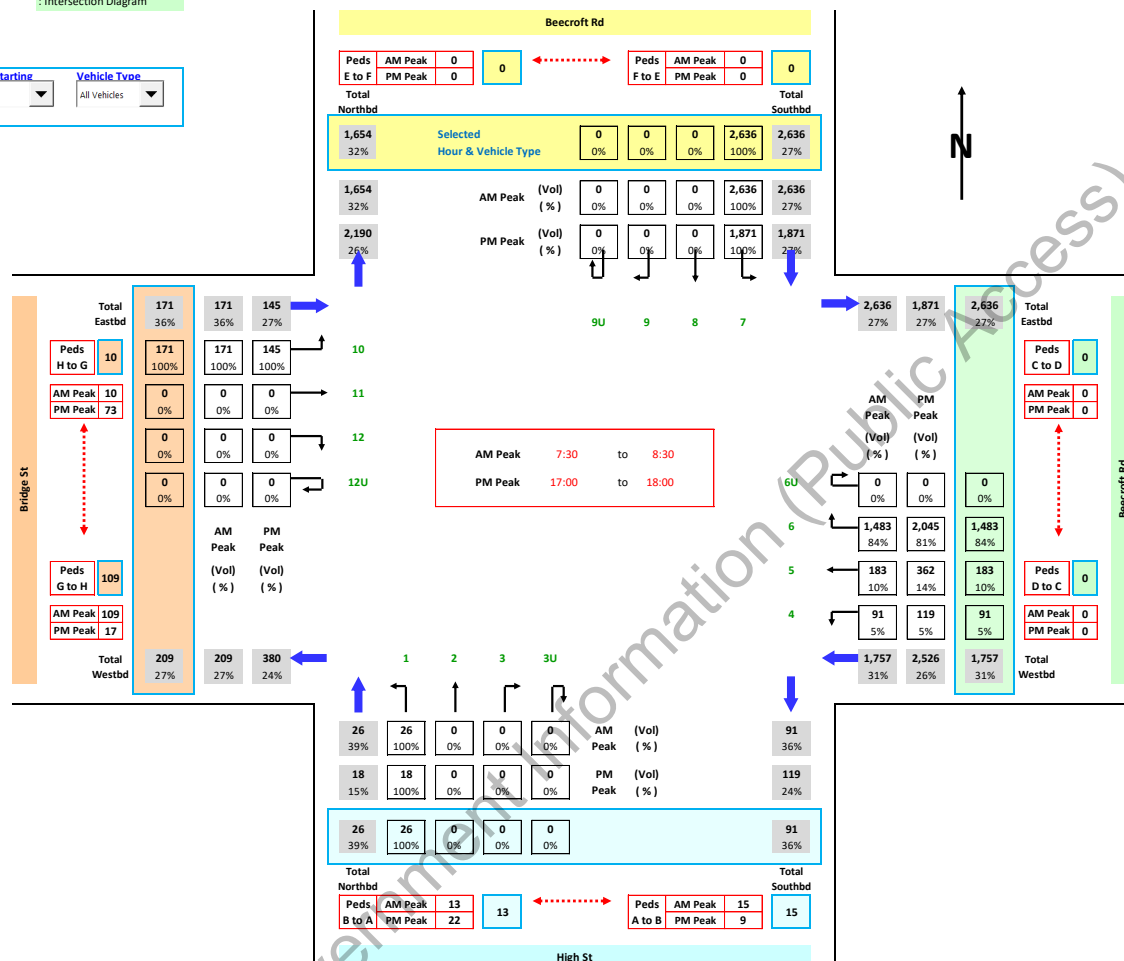 : Intersection Diagram
Beecroft Rd
tarting Vehicle Type
All Vehicles
Peds AM Peak 0
E to F PM Peak 0
0
Peds AM Peak 0
F to E PM Peak 0
0
Total
Northbd
Total
Southbd
1,654 Selected 0 0 0 2,636 2,636
32% Hour & Vehicle Type 0% 0% 0% 100% 27%
1,654 AM Peak (Vol) 0 0 0 2,636 2,636
32% ( % ) 0% 0% 0% 100% 27%
2,190 PM Peak (Vol) 0 0 0 1,871 1,871
26% ( % ) 0% 0% 0% 100% 27%
N
9U 9 8 7
Total
Eastbd
171 171 145
36% 36% 27%
Peds
H to G
10
171 171 145 10
100% 100% 100%
AM Peak 10
PM Peak 73
0 0 0 11
0% 0% 0%
0 0 0 12
0% 0% 0%
0 0 0 12U
0% 0% 0%
Bridge St
AM PM
Peak Peak
(Vol) (Vol)
( % ) ( % )
Peds
G to H
109
AM Peak 109
PM Peak 17
Total
Westbd
209 209 380
27% 27% 24%
AM Peak 7:30 to 8:30
PM Peak 17:00 to 18:00
2,636 1,871 2,636 Total
27% 27% 27% Eastbd
Peds
C to D
0
AM Peak 0
PM Peak 0
AM PM
Peak Peak
(Vol) (Vol)
( % ) ( % )
6U 0 0 0
0% 0% 0%
6 1,483 2,045 1,483
84% 81% 84%
5 183 362 183
10% 14% 10%
4 91 119 91
5% 5% 5%
Peds
D to C
0
AM Peak 0
PM Peak 0
1,757 2,526 1,757 Total
31% 26% 31% Westbd
Beecroft Rd
1 2 3 3U
26 26 0 0 0 AM (Vol) 91
39% 100% 0% 0% 0% Peak ( % ) 36%
18 18 0 0 0 PM (Vol) 119
15% 100% 0% 0% 0% Peak ( % ) 24%
26 26 0 0 0 91
39% 100% 0% 0% 0% 36%
Total
Northbd
Total
Southbd
Peds AM Peak 13
B to A PM Peak 22
13
Peds AM Peak 15
A to B PM Peak 9
15
High St
ernment Information (Public Access)